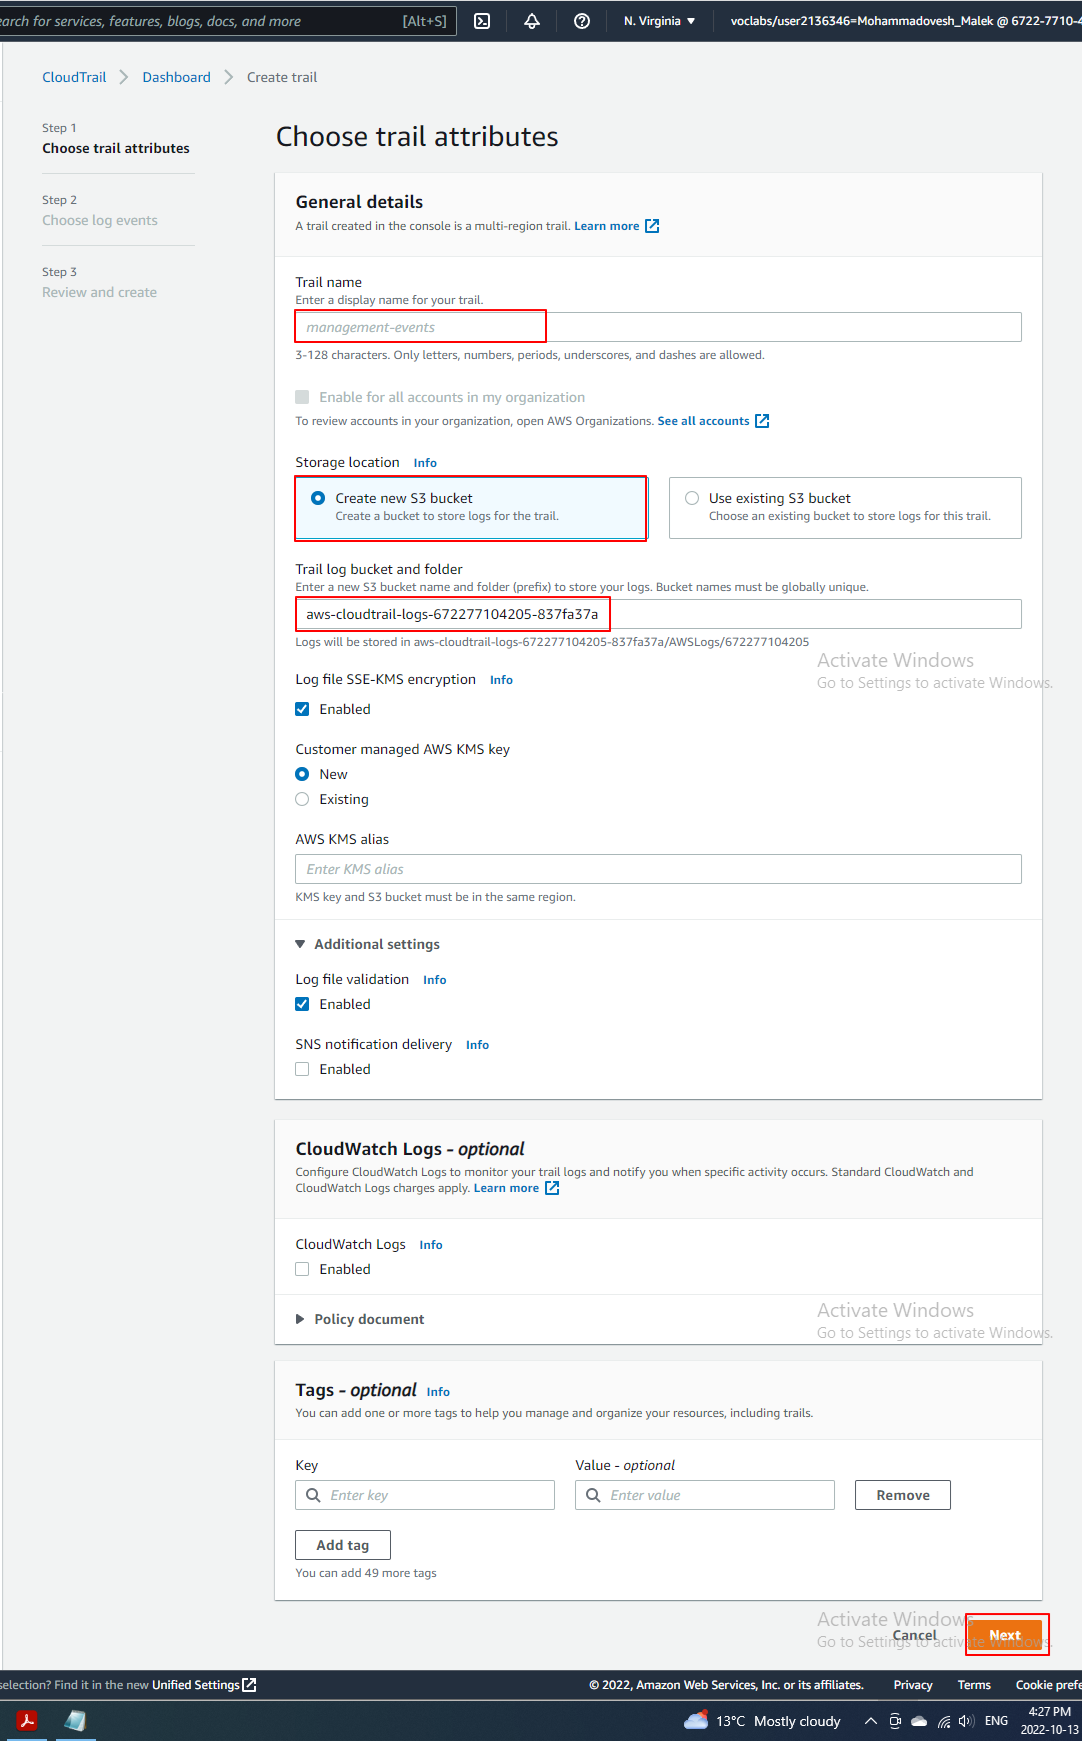 earch for services, features, blogs, docs, and more [Alt+S] N. Virginia ▼ voclabs/user2136346=Mohammadovesh_Malek @ 6722-7710-4
CloudTrail > Dashboard > Create trail
Step 1
Choose trail attributes
Step 2
Choose log events
Step 3
Review and create
Choose trail attributes
General details
A trail created in the console is a multi-region trail. Learn more
Trail name
Enter a display name for your trail.
management-events
3-128 characters. Only letters, numbers, periods, underscores, and dashes are allowed.
Enable for all accounts in my organization
To review accounts in your organization, open AWS Organizations. See all accounts
Storage location Info
Create new S3 bucket
Create a bucket to store logs for the trail.
Use existing S3 bucket
Choose an existing bucket to store logs for this trail.
Trail log bucket and folder
Enter a new S3 bucket name and folder (prefix) to store your logs. Bucket names must be globally unique.
aws-cloudtrail-logs-672277104205-837fa37a
Logs will be stored in aws-cloudtrail-logs-672277104205-837fa37a/AWSLogs/672277104205
Activate Windows
Go to Settings to activate Windows.
Log file SSE-KMS encryption Info
Enabled
Customer managed AWS KMS key
New
Existing
AWS KMS alias
Enter KMS alias
KMS key and S3 bucket must be in the same region.
▼ Additional settings
Log file validation Info
Enabled
SNS notification delivery Info
Enabled
CloudWatch Logs - optional
Configure CloudWatch Logs to monitor your trail logs and notify you when specific activity occurs. Standard CloudWatch and
CloudWatch Logs charges apply. Learn more
CloudWatch Logs Info
Enabled
▶ Policy document
Activate Windows
Go to Settings to activate Windows.
Tags - optional Info
You can add one or more tags to help you manage and organize your resources, including trails.
Key
Value - optional
Enter key
Enter value
Remove
Add tag
You can add 49 more tags
Activate Windows
Go to Settings to activate Windows.
Cancel
Next
selection? Find it in the new Unified Settings © 2022, Amazon Web Services, Inc. or its affiliates. Privacy Terms Cookie prefe
13°C Mostly cloudy ENG 4:27 PM
2022-10-13